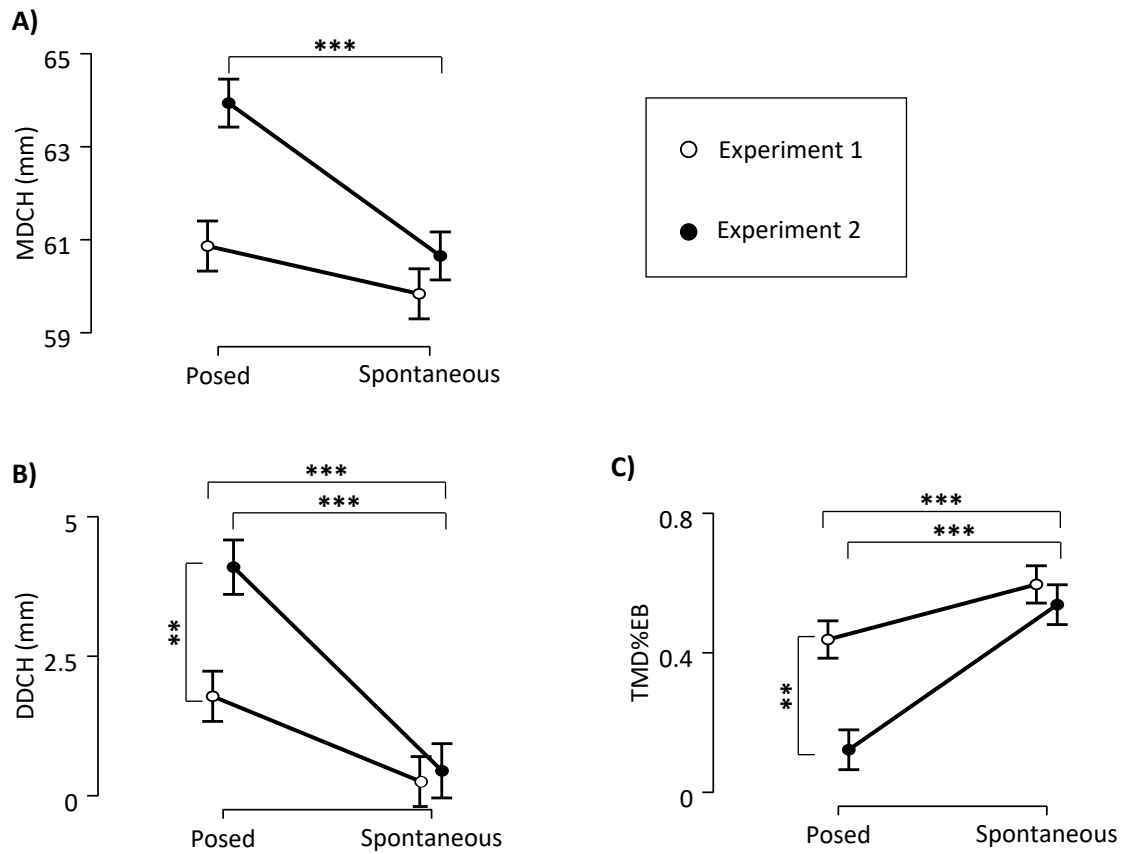 A)
***
65
63
61
59
MDCH (mm)
Posed Spontaneous
Experiment 1
Experiment 2
B)
***
***
5
2.5
0
DDCH (mm)
**
Posed Spontaneous
C)
***
***
0.8
0.4
0
TMD%EB
**
Posed Spontaneous